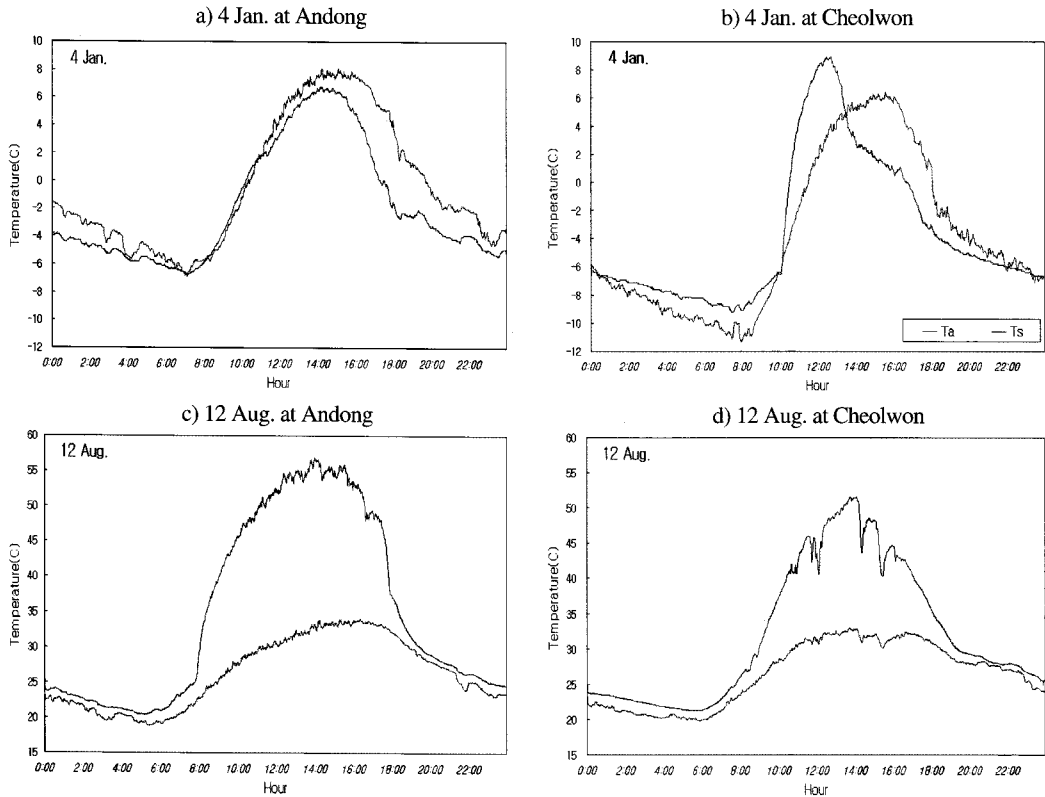 a) 4 Jan. at Andong
4 Jan.
10
8
6
4
2
0
-2
-4
-6
-8
-10
-12
Temperature(C)
0:00 2:00 4:00 6:00 8:00 10:00 12:00 14:00 16:00 18:00 20:00 22:00
Hour
b) 4 Jan. at Cheolwon
4 Jan.
10
8
6
4
2
0
-2
-4
-6
-8
-10
-12
Temperature(C)
Ta Ts
0:00 2:00 4:00 6:00 8:00 10:00 12:00 14:00 16:00 18:00 20:00 22:00
Hour
c) 12 Aug. at Andong
12 Aug.
60
55
50
45
40
35
30
25
20
15
Temperature(C)
0:00 2:00 4:00 6:00 8:00 10:00 12:00 14:00 16:00 18:00 20:00 22:00
Hour
d) 12 Aug. at Cheolwon
12 Aug.
60
55
50
45
40
35
30
25
20
15
Temperature(C)
0:00 2:00 4:00 6:00 8:00 10:00 12:00 14:00 16:00 18:00 20:00 22:00
Hour